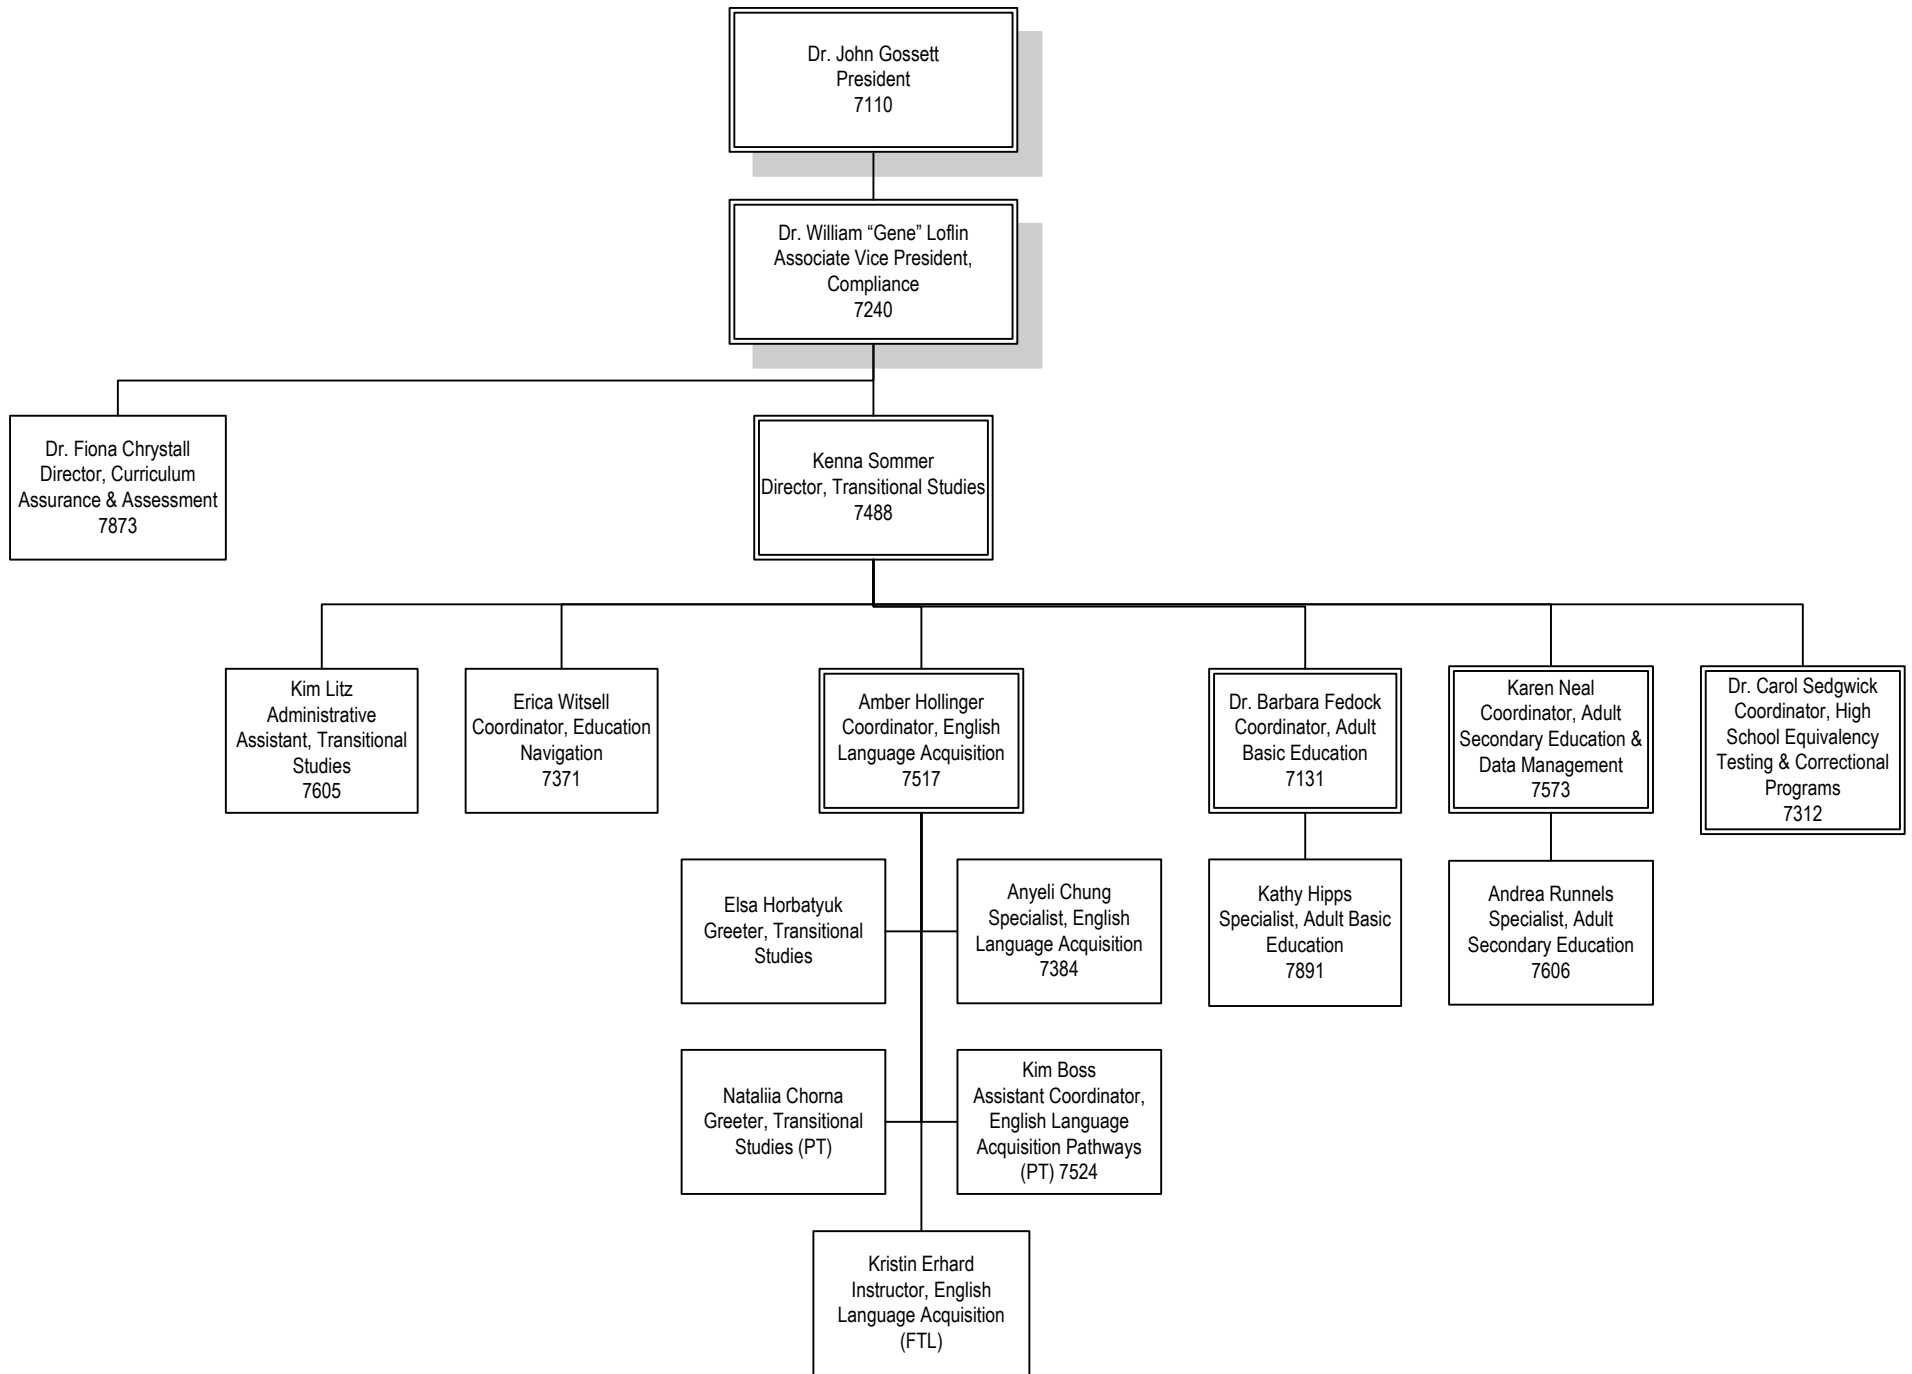 Dr. John Gossett
President
7110
Dr. William “Gene” Loflin
Associate Vice President,
Compliance
7240
Dr. Fiona Chrystall
Director, Curriculum
Assurance & Assessment
7873
Kenna Sommer
Director, Transitional Studies
7488
Kim Litz
Administrative
Assistant, Transitional
Studies
7605
Erica Witsell
Coordinator, Education
Navigation
7371
Amber Hollinger
Coordinator, English
Language Acquisition
7517
Dr. Barbara Fedock
Coordinator, Adult
Basic Education
7131
Karen Neal
Coordinator, Adult
Secondary Education &
Data Management
7573
Dr. Carol Sedgwick
Coordinator, High
School Equivalency
Testing & Correctional
Programs
7312
Elsa Horbatyuk
Greeter, Transitional
Studies
Anyeli Chung
Specialist, English
Language Acquisition
7384
Kathy Hipps
Specialist, Adult Basic
Education
7891
Andrea Runnels
Specialist, Adult
Secondary Education
7606
Nataliia Chorna
Greeter, Transitional
Studies (PT)
Kim Boss
Assistant Coordinator,
English Language
Acquisition Pathways
(PT) 7524
Kristin Erhard
Instructor, English
Language Acquisition
(FTL)